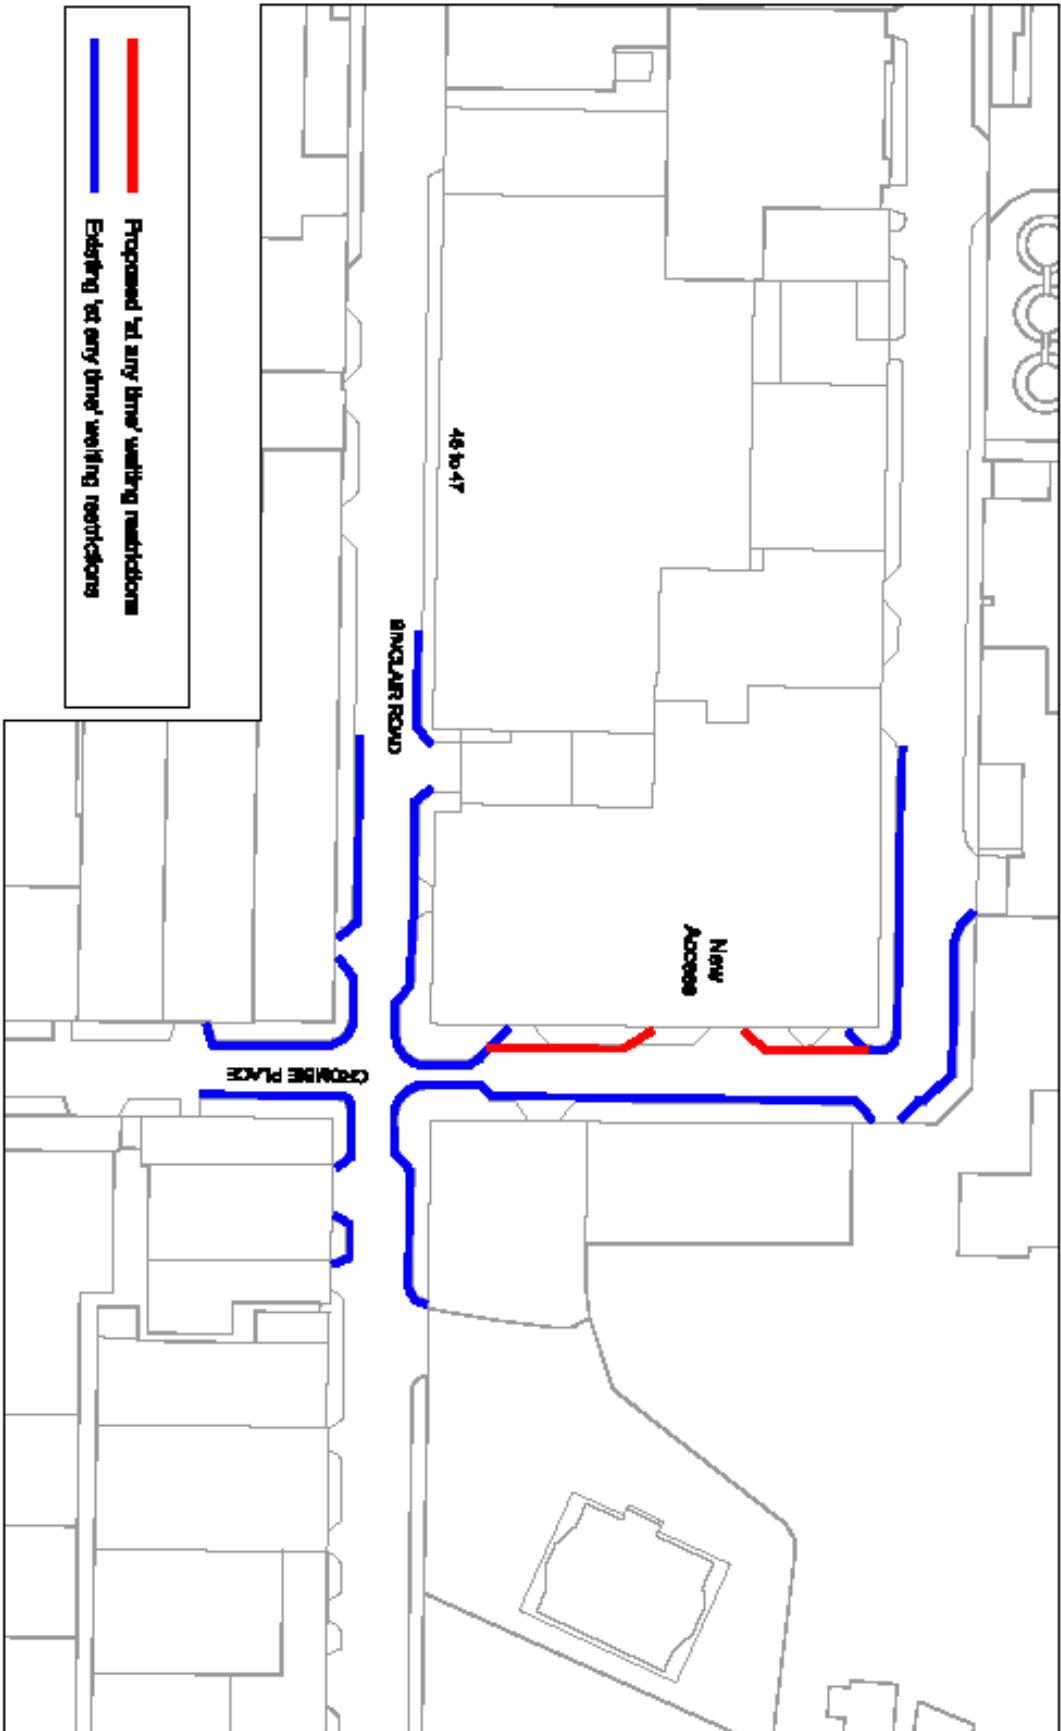 Proposed 'at any time' waiting restrictions
Existing 'at any time' waiting restrictions
46 to 47
SINCLAIR ROAD
New
Access
CROMBIE PLACE